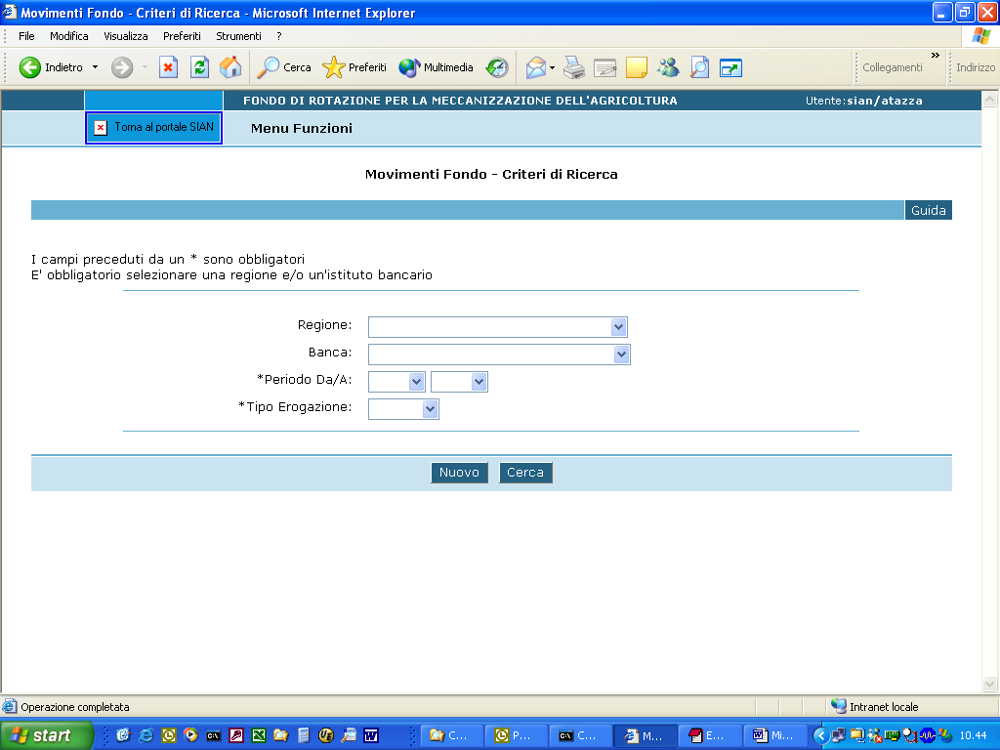 Movimenti Fondo - Criteri di Ricerca - Microsoft Internet Explorer
File Modifica Visualizza Preferiti Strumenti ?
Indietro Cerca Preferiti Multimedia Collegamenti » Indirizzo
FONDO DI ROTAZIONE PER LA MECCANIZZAZIONE DELL'AGRICOLTURA Utente:sian/atazza
Torna al portale SIAN Menu Funzioni
Movimenti Fondo - Criteri di Ricerca
Guida
I campi preceduti da un * sono obbligatori
E' obbligatorio selezionare una regione e/o un'istituto bancario
Regione:
Banca:
*Periodo Da/A:
*Tipo Erogazione:
Nuovo Cerca
Operazione completata Intranet locale
start C... P... C... M... E... Mi... 10.44